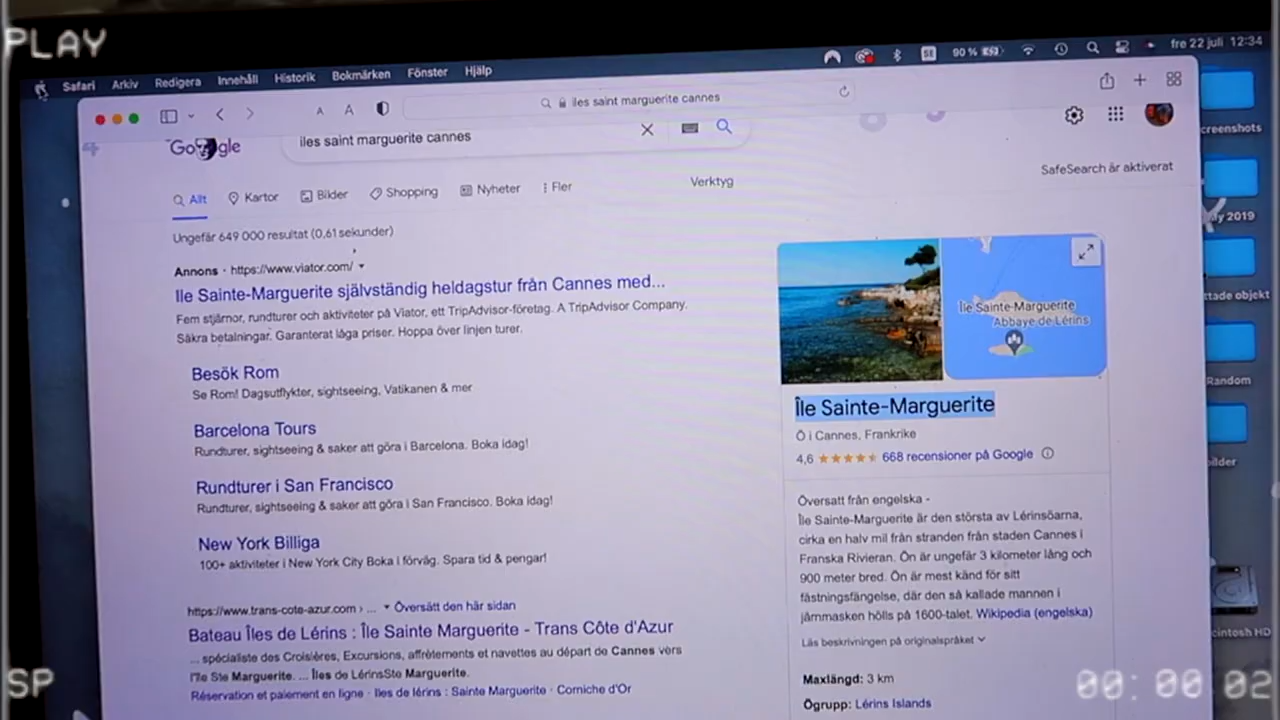 PLAY
Safari Arkiv Redigera Innehåll Historik Bokmärken Fönster Hjälp
SE 90 % fre 22 juli 12:34
A A iles saint marguerite cannes
Google iles saint marguerite cannes
SafeSearch är aktiverat
Allt Kartor Bilder Shopping Nyheter Fler Verktyg
Ungefär 649 000 resultat (0,61 sekunder)
Annons · https://www.viator.com/
Ile Sainte-Marguerite självständig heldagstur från Cannes med...
Fem stjärnor, rundturer och aktiviteter på Viator, ett TripAdvisor-företag. A TripAdvisor Company.
Säkra betalningar. Garanterat låga priser. Hoppa över linjen turer.
Besök Rom
Se Rom! Dagsutflykter, sightseeing, Vatikanen & mer
Barcelona Tours
Rundturer, sightseeing & saker att göra i Barcelona. Boka idag!
Rundturer i San Francisco
Rundturer, sightseeing & saker att göra i San Francisco. Boka idag!
New York Billiga
100+ aktiviteter i New York City Boka i förväg. Spara tid & pengar!
https://www.trans-cote-azur.com › ... Översätt den här sidan
Bateau Îles de Lérins : Île Sainte Marguerite - Trans Côte d'Azur
... spécialiste des Croisières, Excursions, affrètements et navettes au départ de Cannes vers
l'île Ste Marguerite. ... Îles de LérinsSte Marguerite.
Réservation et paiement en ligne · Iles de lérins : Sainte Marguerite · Corniche d'Or
Île Sainte-Marguerite
Abbaye de Lérins
Île Sainte-Marguerite
Ö i Cannes, Frankrike
4,6 668 recensioner på Google
Översatt från engelska -
Île Sainte-Marguerite är den största av Lérinsöarna,
cirka en halv mil från stranden från staden Cannes i
Franska Rivieran. Ön är ungefär 3 kilometer lång och
900 meter bred. Ön är mest känd för sitt
fästningsfängelse, där den så kallade mannen i
järnmasken hölls på 1600-talet. Wikipedia (engelska)
Läs beskrivningen på originalspråket
Maxlängd: 3 km
Ögrupp: Lérins Islands
creenshots
2019
ttade objekt
Random
cintosh HD
SP
00:00.02